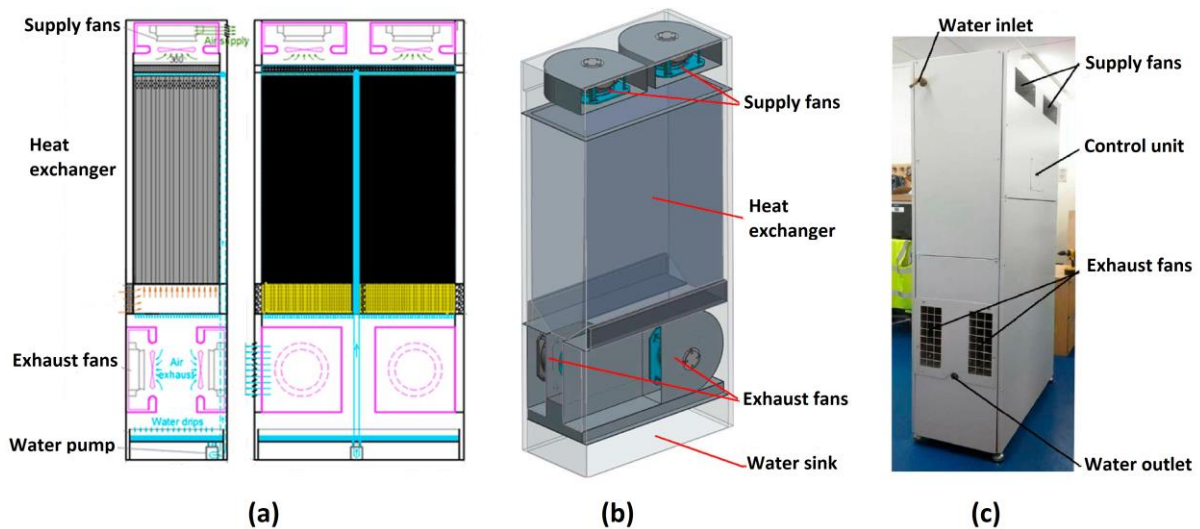 Supply fans
Air supply
360
Heat
exchanger
Exhaust fans
Air
exhaust
Water drips
Water pump
(a)
Supply fans
Heat
exchanger
Exhaust fans
Water sink
(b)
Water inlet
Supply fans
Control unit
Exhaust fans
Water outlet
(c)